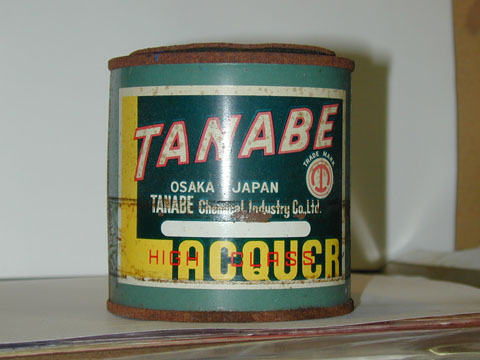 TANABE
TRADE MARK
OSAKA JAPAN
TANABE Chemical Industry Co., Ltd.
HIGH CLASS
LACQUER